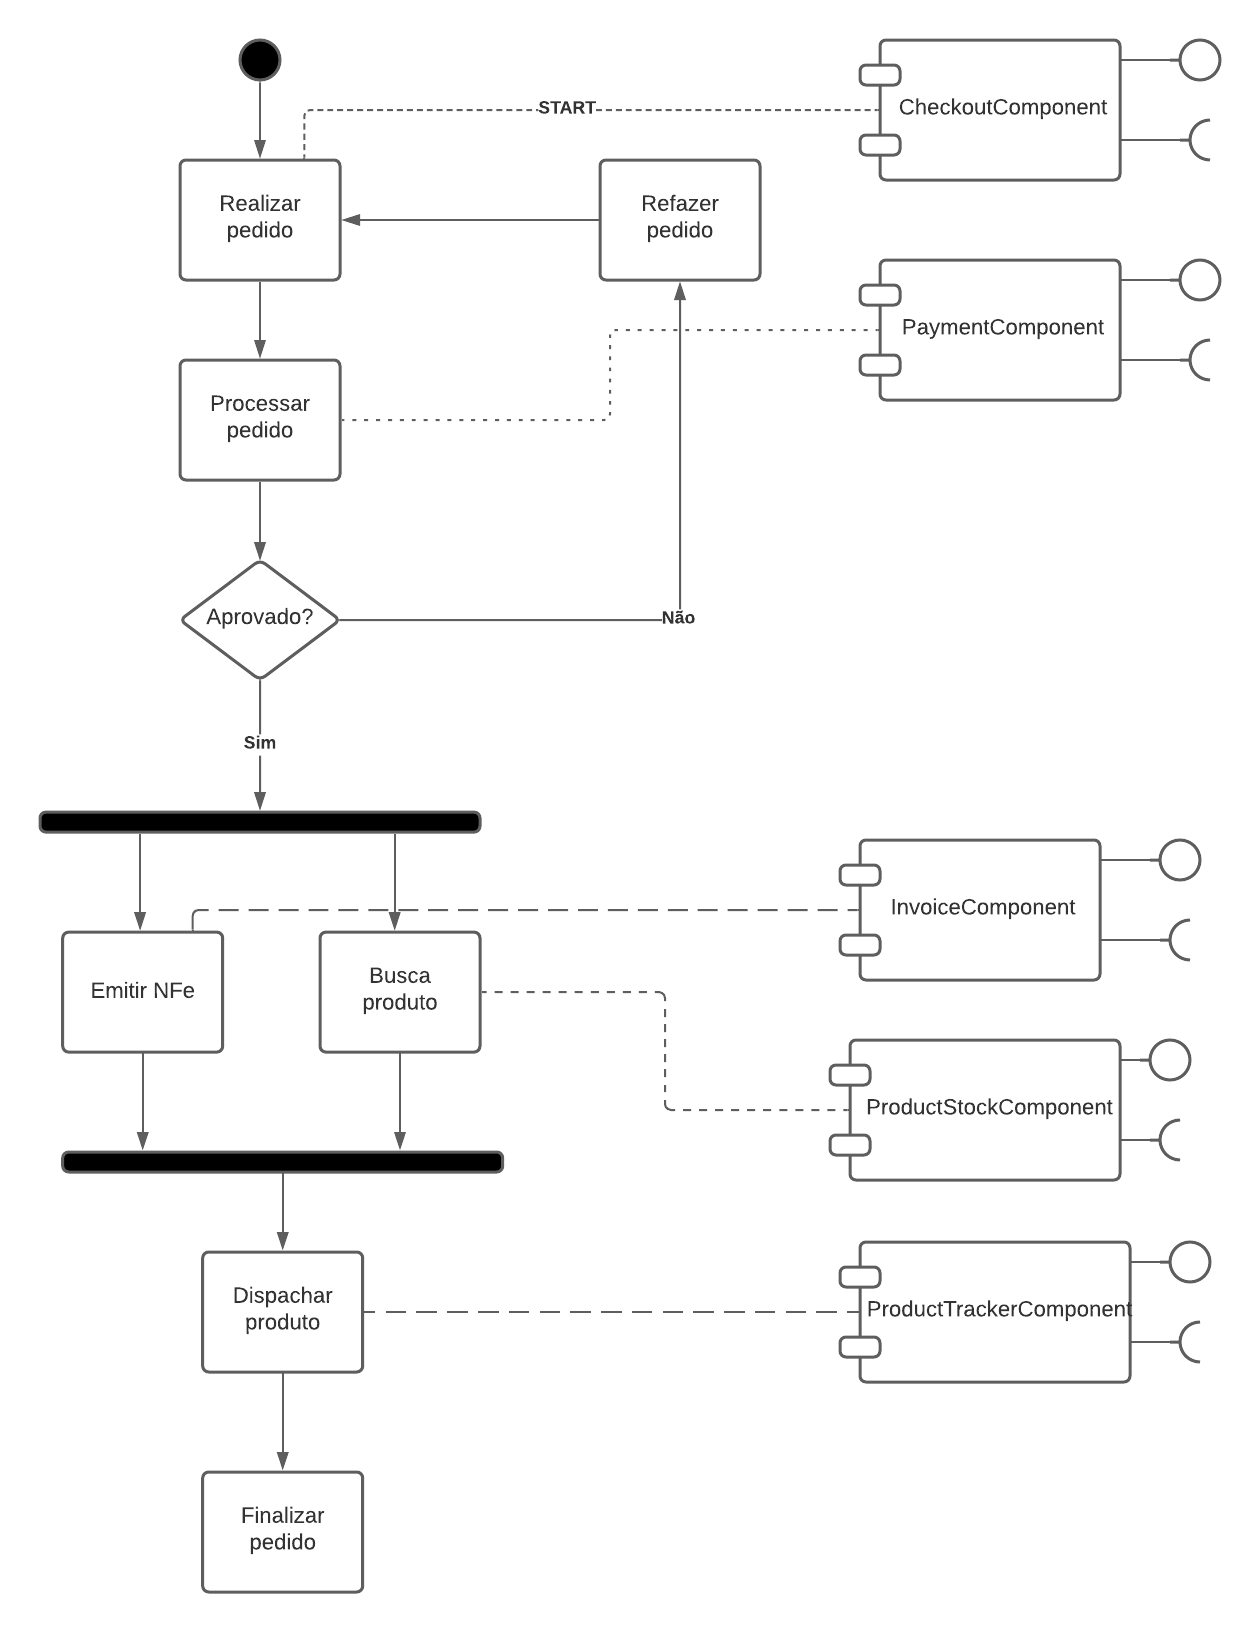 START
CheckoutComponent
Realizar
pedido
Refazer
pedido
PaymentComponent
Processar
pedido
Aprovado?
Não
Sim
InvoiceComponent
Emitir NFe
Busca
produto
ProductStockComponent
Dispachar
produto
ProductTrackerComponent
Finalizar
pedido